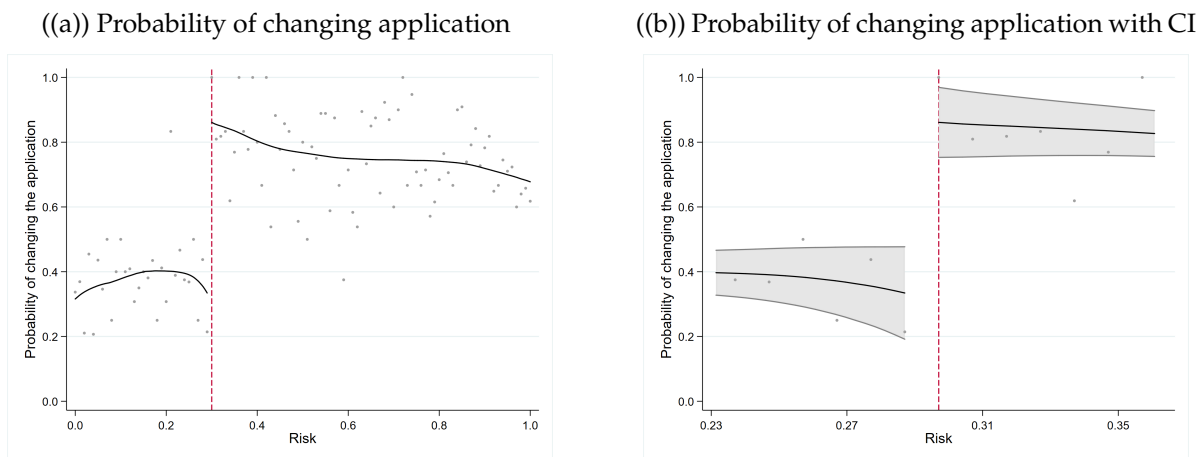 ((a)) Probability of changing application
Probability of changing the application
1.0
0.8
0.6
0.4
0.2
0.0
0.0 0.2 0.4 0.6 0.8 1.0
Risk
((b)) Probability of changing application with CI
Probability of changing the application
1.0
0.8
0.6
0.4
0.2
0.0
0.23 0.27 0.31 0.35
Risk